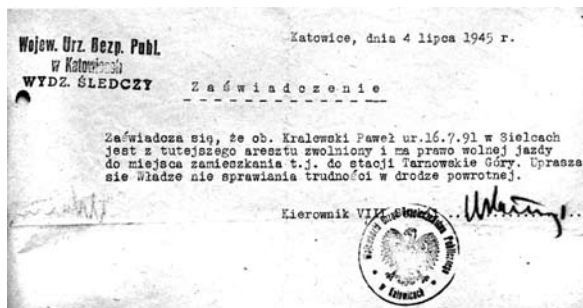 Katowice, dnia 4 lipca 1945 r.
Wojew. Urz. Bezp. Publ.
w Katowicach
WYDZ. ŚLEDCZY
Zaświadczenie
Zaświadcza się, że ob. Kralowski Paweł ur.16.7.91 w Sielcach
jest z tutejszego aresztu zwolniony i ma prawo wolnej jazdy
do miejsca zamieszkania t.j. do stacji Tarnowskie Góry. Uprasza
sie Władze nie sprawiania trudności w drodze powrotnej.
Kierownik VIII
w Katowicach